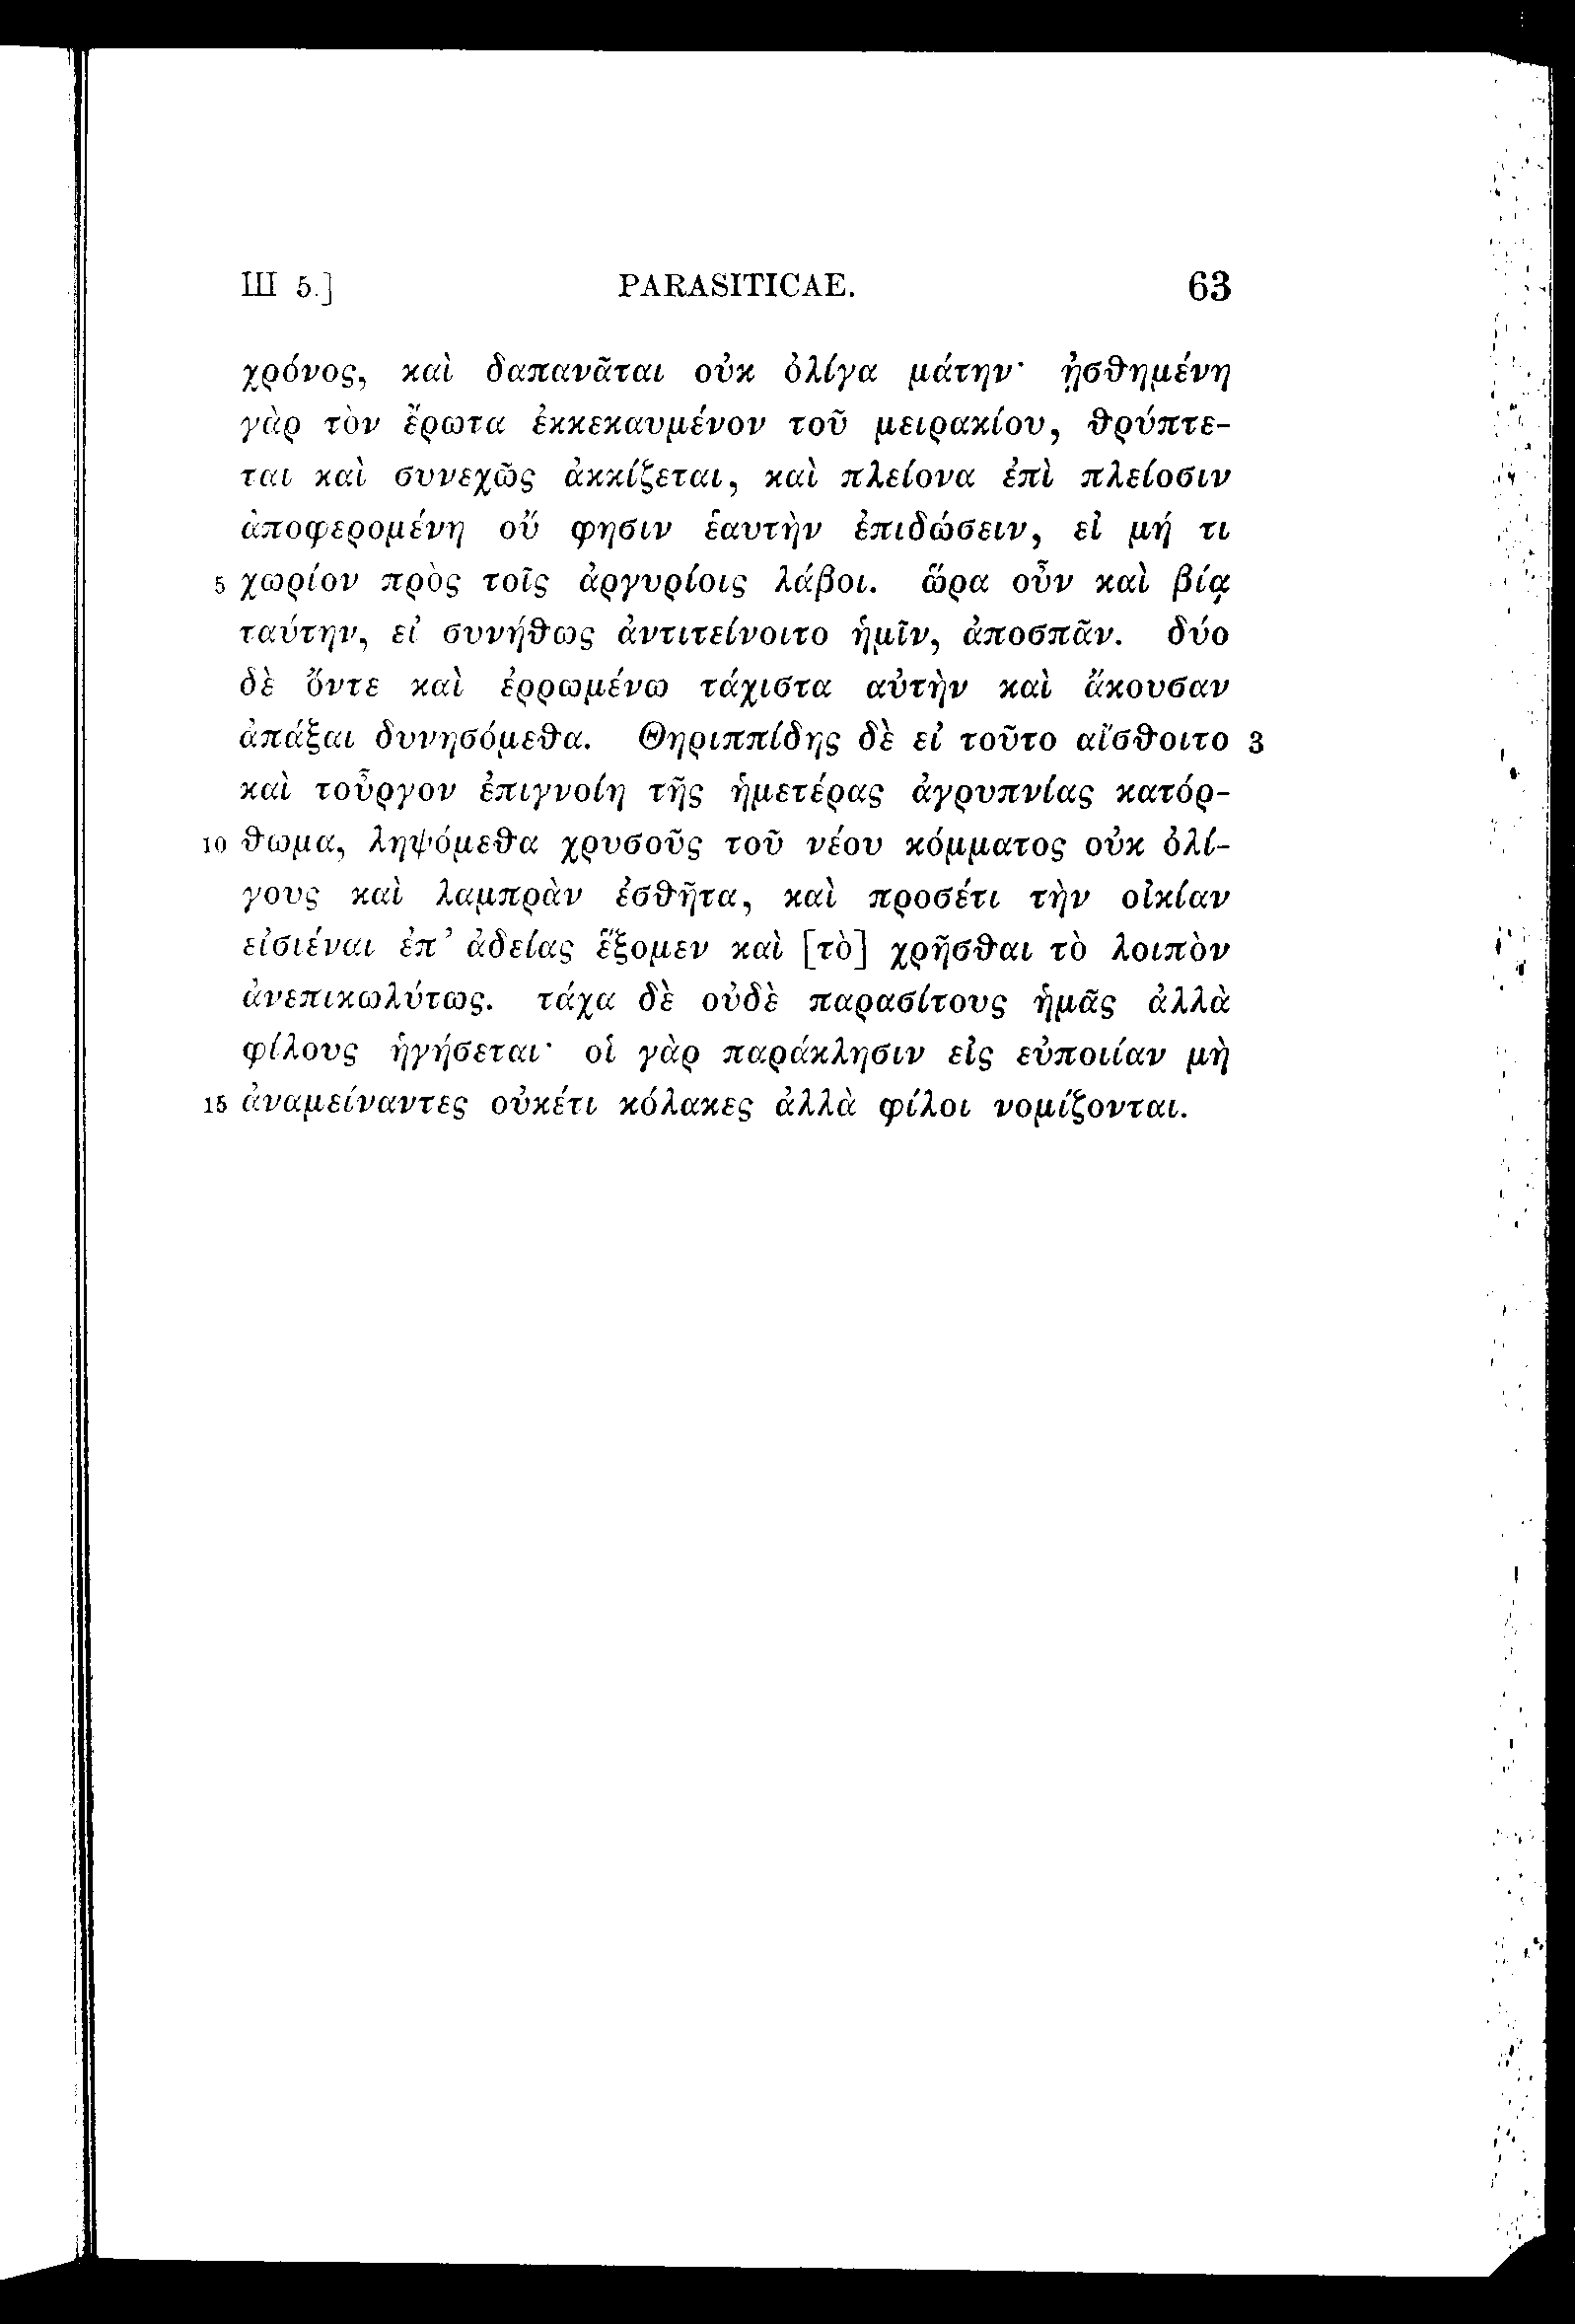 III 5.] PARASITICAE. 63
χρόνος, καὶ δαπανᾶται οὐκ ὀλίγα μάτην· ᾐσθημένη
γὰρ τὸν ἔρωτα ἐκκεκαυμένον τοῦ μειρακίου, θρύπτε-
ται καὶ συνεχῶς ἀκκίζεται, καὶ πλείονα ἐπὶ πλείοσιν
ἀποφερομένη οὔ φησιν ἑαυτὴν ἐπιδώσειν, εἰ μή τι
5 χωρίον πρὸς τοῖς ἀργυρίοις λάβοι. ὥρα οὖν καὶ βίᾳ
ταύτην, εἰ συνήθως ἀντιτείνοιτο ἡμῖν, ἀποσπᾶν. δύο
δὲ ὄντε καὶ ἐρρωμένω τάχιστα αὐτὴν καὶ ἄκουσαν
ἀπάξαι δυνησόμεθα. Θηριππίδης δὲ εἰ τοῦτο αἴσθοιτο 3
καὶ τοὖργον ἐπιγνοίη τῆς ἡμετέρας ἀγρυπνίας κατόρ-
10 θωμα, ληψόμεθα χρυσοῦς τοῦ νέου κόμματος οὐκ ὀλί-
γους καὶ λαμπρὰν ἐσθῆτα, καὶ προσέτι τὴν οἰκίαν
εἰσιέναι ἐπ’ ἀδείας ἕξομεν καὶ [τὸ] χρῆσθαι τὸ λοιπὸν
ἀνεπικωλύτως. τάχα δὲ οὐδὲ παρασίτους ἡμᾶς ἀλλὰ
φίλους ἡγήσεται· οἱ γὰρ παράκλησιν εἰς εὐποιίαν μὴ
15 ἀναμείναντες οὐκέτι κόλακες ἀλλὰ φίλοι νομίζονται.